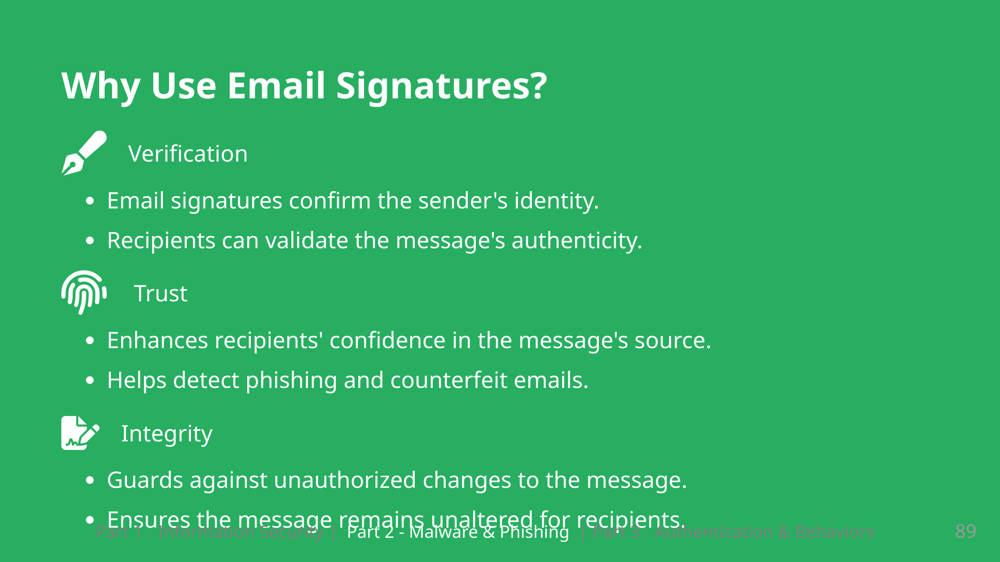 Why Use Email Signatures?
Verification
• Email signatures confirm the sender's identity.
• Recipients can validate the message's authenticity.
Trust
• Enhances recipients' confidence in the message's source.
• Helps detect phishing and counterfeit emails.
Integrity
• Guards against unauthorized changes to the message.
• Ensures the message remains unaltered for recipients.
Part 1 - Information Security | Part 2 - Malware & Phishing | Part 3 - Authentication & Behaviors 89